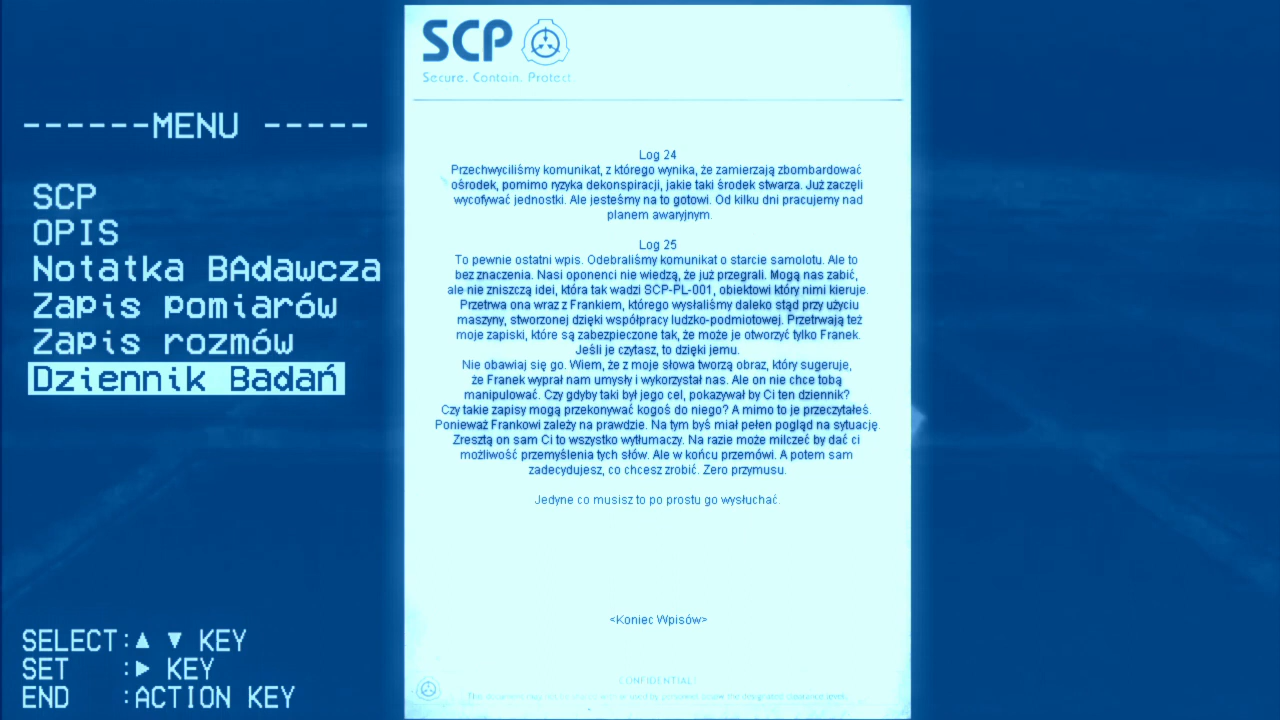 ------MENU -----
SCP
OPIS
Notatka BAdawcza
Zapis pomiarów
Zapis rozmów
Dziennik Badań
SELECT:▲ ▼ KEY
SET :► KEY
END :ACTION KEY
SCP
Secure. Contain. Protect.
Log 24
Przechwyciliśmy komunikat, z którego wynika, że zamierzają zbombardować
ośrodek, pomimo ryzyka dekonspiracji, jakie taki środek stwarza. Już zaczęli
wycofywać jednostki. Ale jesteśmy na to gotowi. Od kilku dni pracujemy nad
planem awaryjnym.
Log 25
To pewnie ostatni wpis. Odebraliśmy komunikat o starcie samolotu. Ale to
bez znaczenia. Nasi oponenci nie wiedzą, że już przegrali. Mogą nas zabić,
ale nie zniszczą idei, która tak wadzi SCP-PL-001, obiektowi który nimi kieruje.
Przetrwa ona wraz z Frankiem, którego wysłaliśmy daleko stąd przy użyciu
maszyny, stworzonej dzięki współpracy ludzko-podmiotowej. Przetrwają też
moje zapiski, które są zabezpieczone tak, że może je otworzyć tylko Franek.
Jeśli je czytasz, to dzięki jemu.
Nie obawiaj się go. Wiem, że z moje słowa tworzą obraz, który sugeruje,
że Franek wyprał nam umysły i wykorzystał nas. Ale on nie chce tobą
manipulować. Czy gdyby taki był jego cel, pokazywał by Ci ten dziennik?
Czy takie zapisy mogą przekonywać kogoś do niego? A mimo to je przeczytałeś.
Ponieważ Frankowi zależy na prawdzie. Na tym byś miał pełen pogląd na sytuację.
Zresztą on sam Ci to wszystko wytłumaczy. Na razie może milczeć by dać ci
możliwość przemyślenia tych słów. Ale w końcu przemówi. A potem sam
zadecydujesz, co chcesz zrobić. Zero przymusu.
Jedyne co musisz to po prostu go wysłuchać.
<Koniec Wpisów>
CONFIDENTIAL!